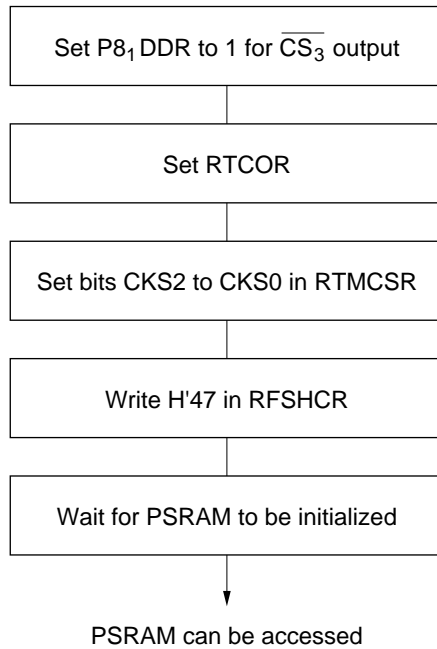 Set P8₁ DDR to 1 for C̅S̅₃̅ output
Set RTCOR
Set bits CKS2 to CKS0 in RTMCSR
Write H'47 in RFSHCR
Wait for PSRAM to be initialized
PSRAM can be accessed